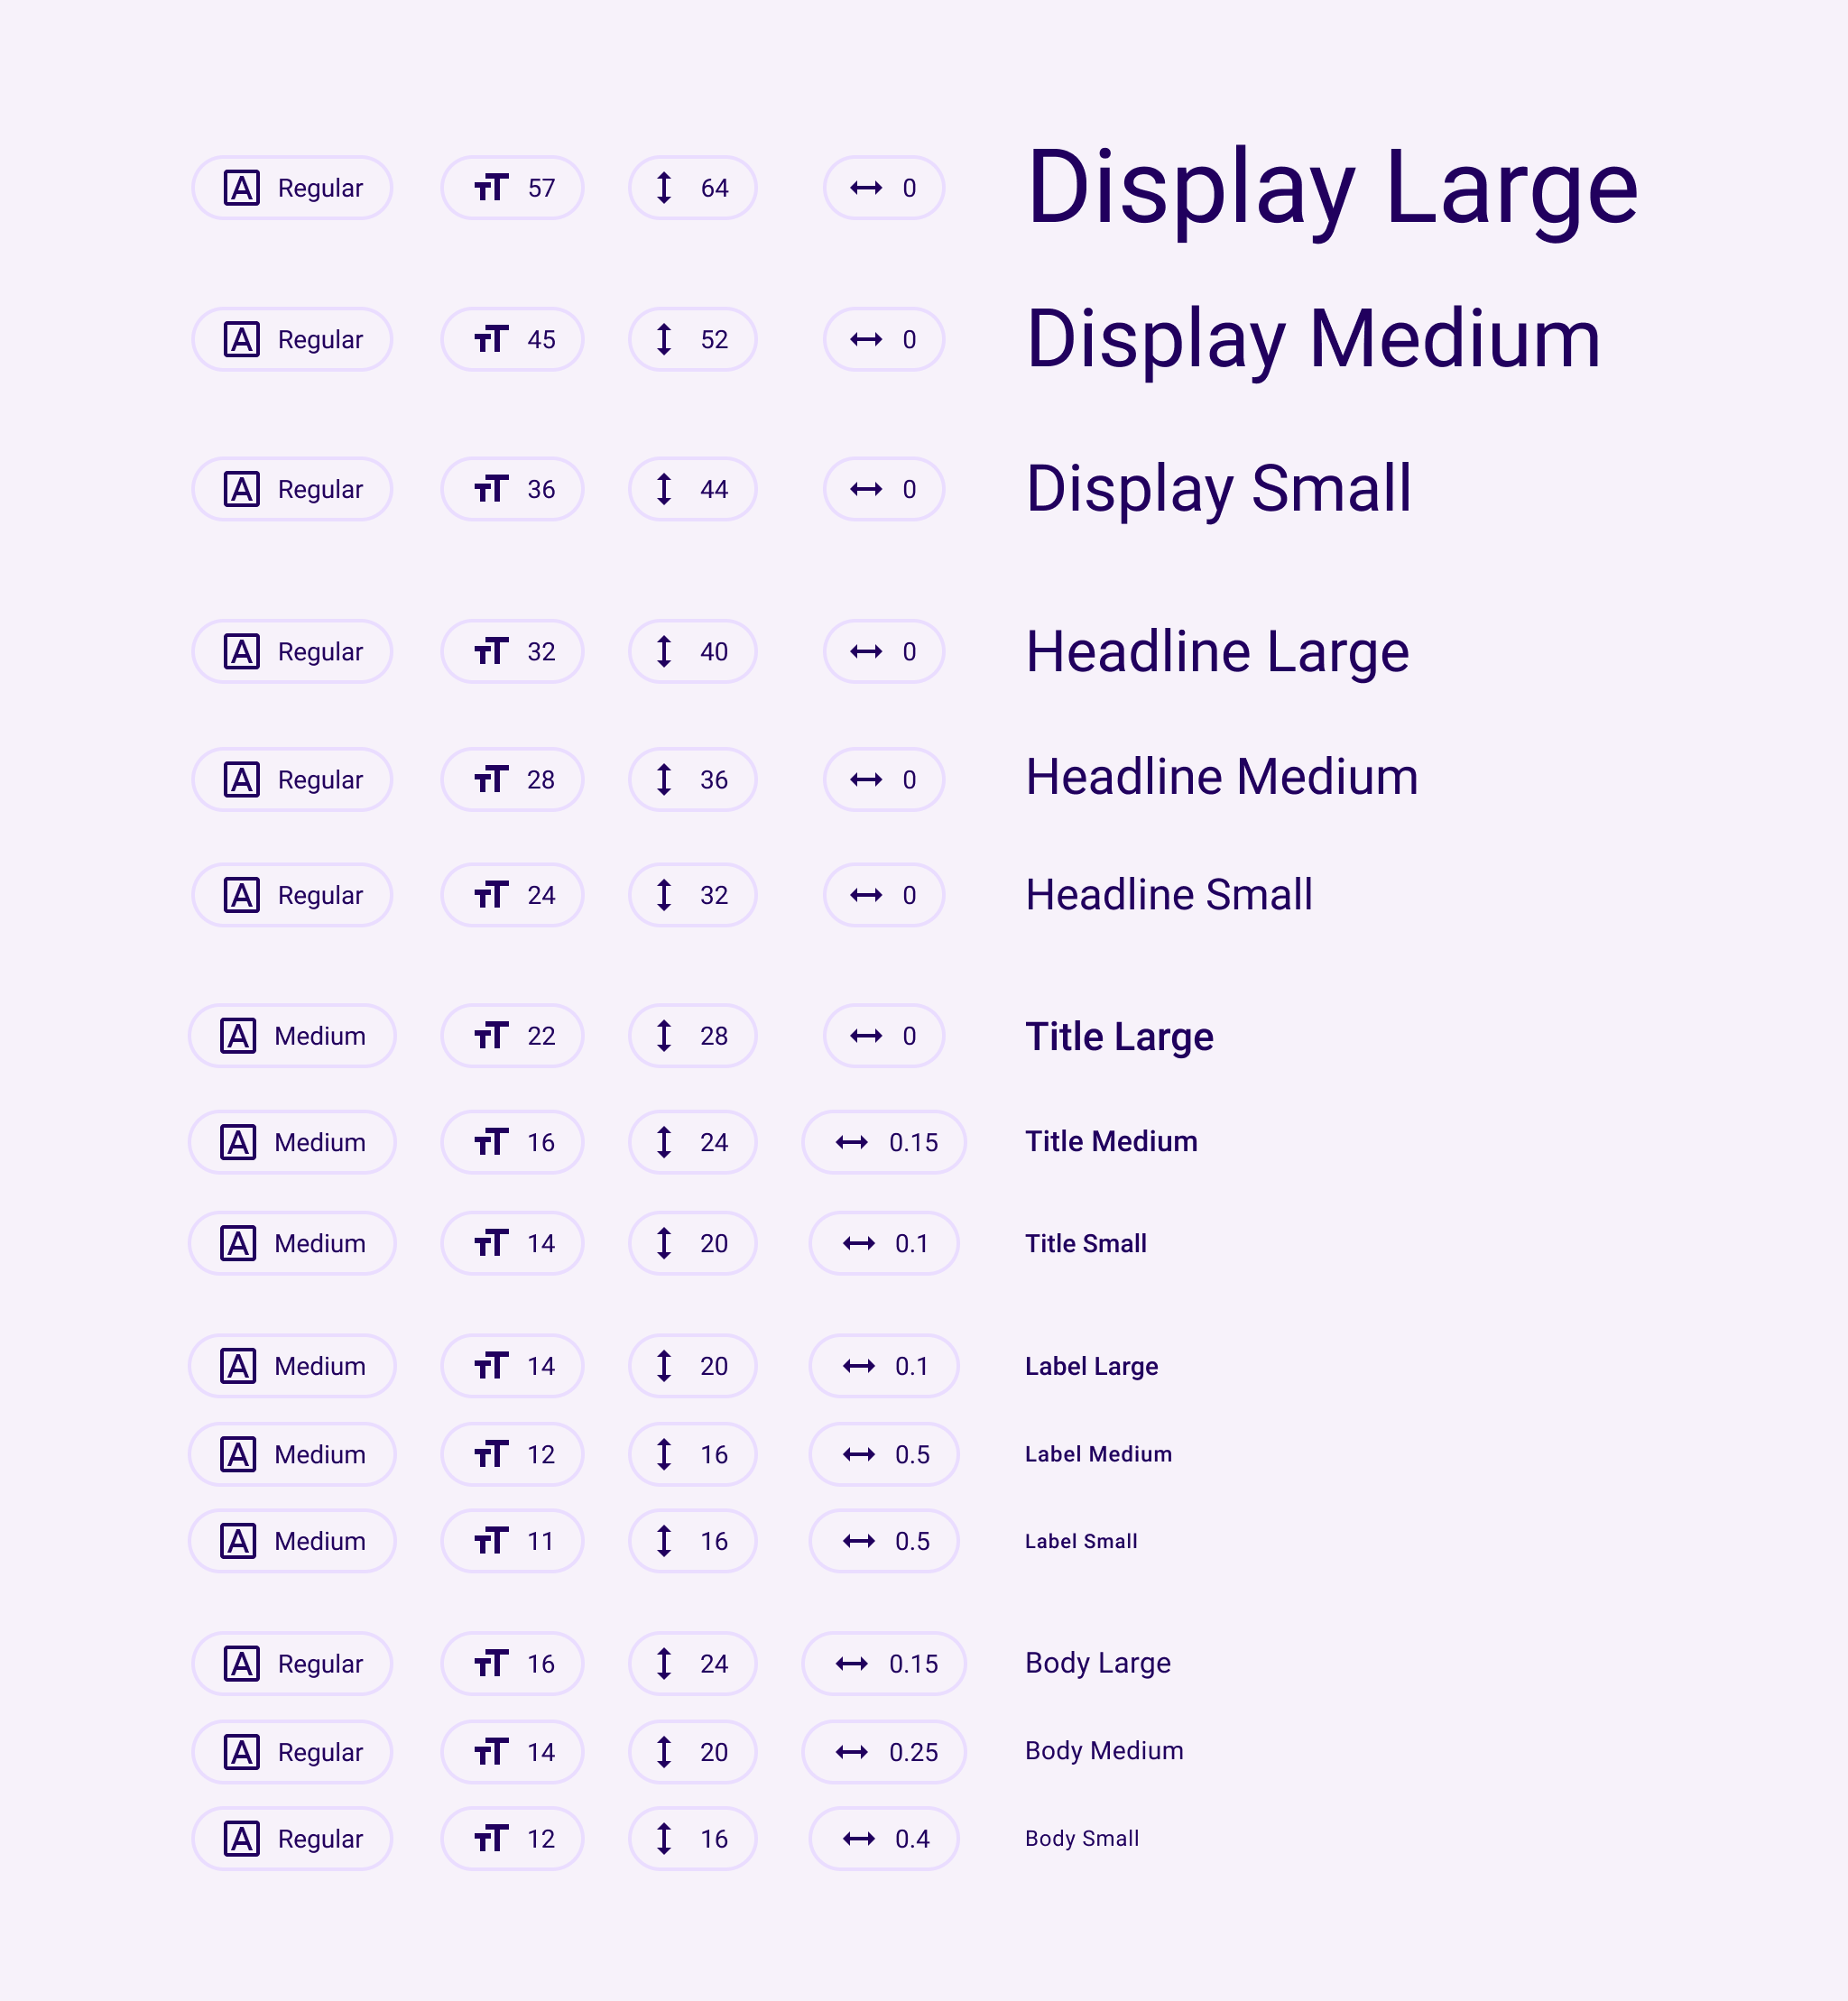 Regular 57 64 0 Display Large
Regular 45 52 0 Display Medium
Regular 36 44 0 Display Small
Regular 32 40 0 Headline Large
Regular 28 36 0 Headline Medium
Regular 24 32 0 Headline Small
Medium 22 28 0 Title Large
Medium 16 24 0.15 Title Medium
Medium 14 20 0.1 Title Small
Medium 14 20 0.1 Label Large
Medium 12 16 0.5 Label Medium
Medium 11 16 0.5 Label Small
Regular 16 24 0.15 Body Large
Regular 14 20 0.25 Body Medium
Regular 12 16 0.4 Body Small